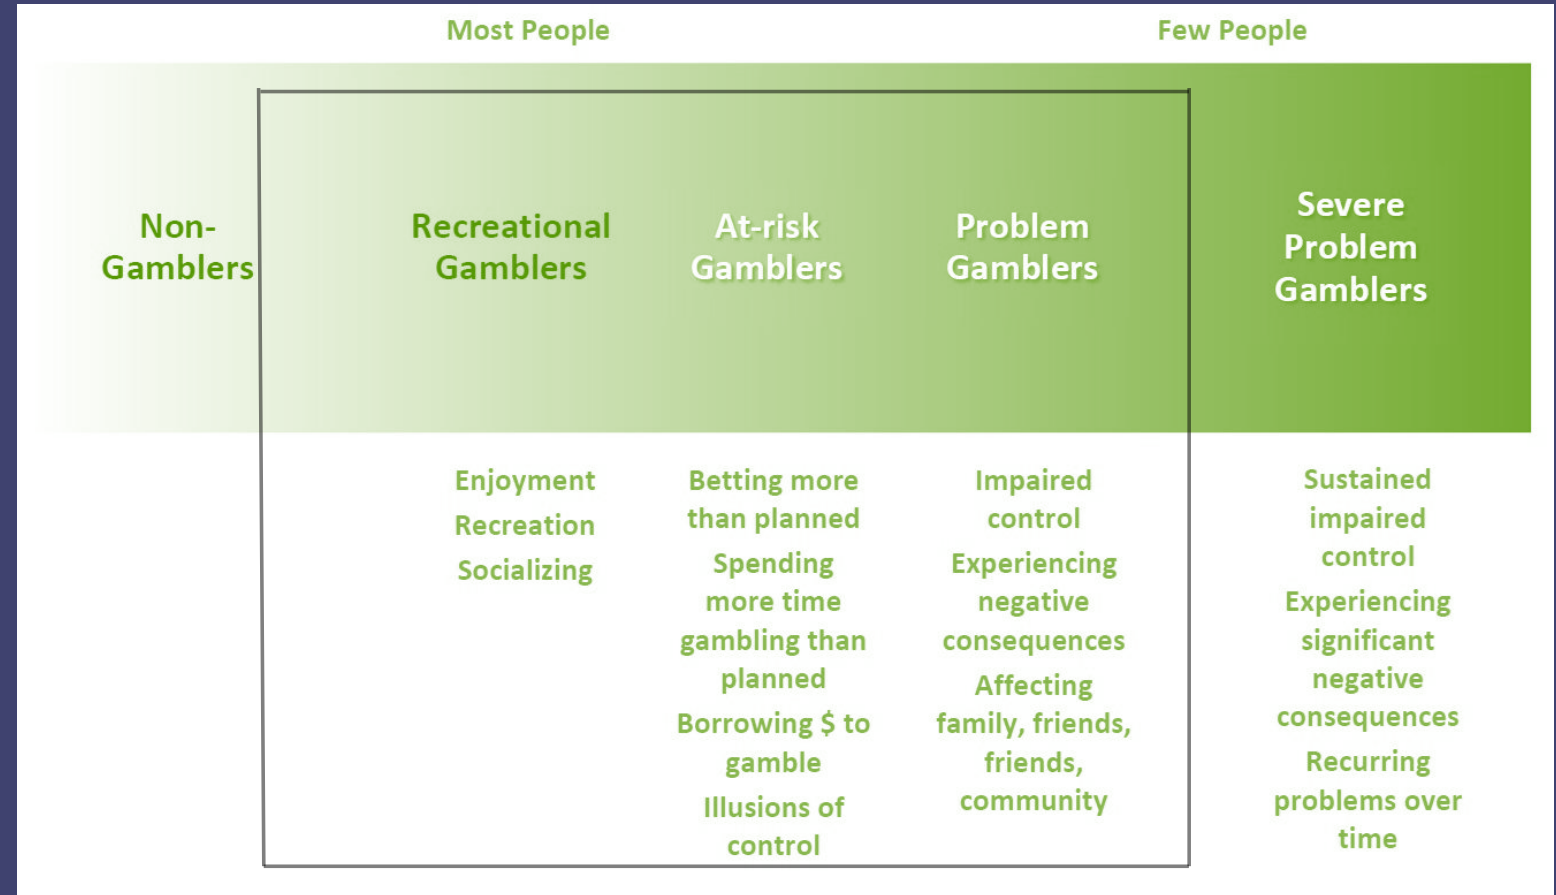 Most People
Few People
Non-
Gamblers
Recreational
Gamblers
At-risk
Gamblers
Problem
Gamblers
Severe
Problem
Gamblers
Enjoyment
Recreation
Socializing
Betting more
than planned
Spending
more time
gambling than
planned
Borrowing $ to
gamble
Illusions of
control
Impaired
control
Experiencing
negative
consequences
Affecting
family, friends,
friends,
community
Sustained
impaired
control
Experiencing
significant
negative
consequences
Recurring
problems over
time